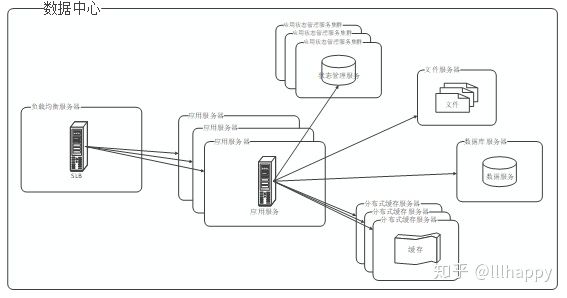 数据中心
应用状态管理服务集群
应用状态管理服务集群
应用状态管理服务集群
状态管理服务
文件服务器
文件
负载均衡服务器
SLB
应用服务器
应用服务器
应用服务器
应用服务
数据库服务器
数据服务
分布式缓存服务器
分布式缓存服务器
分布式缓存服务器
缓存
知乎 @lllhappy